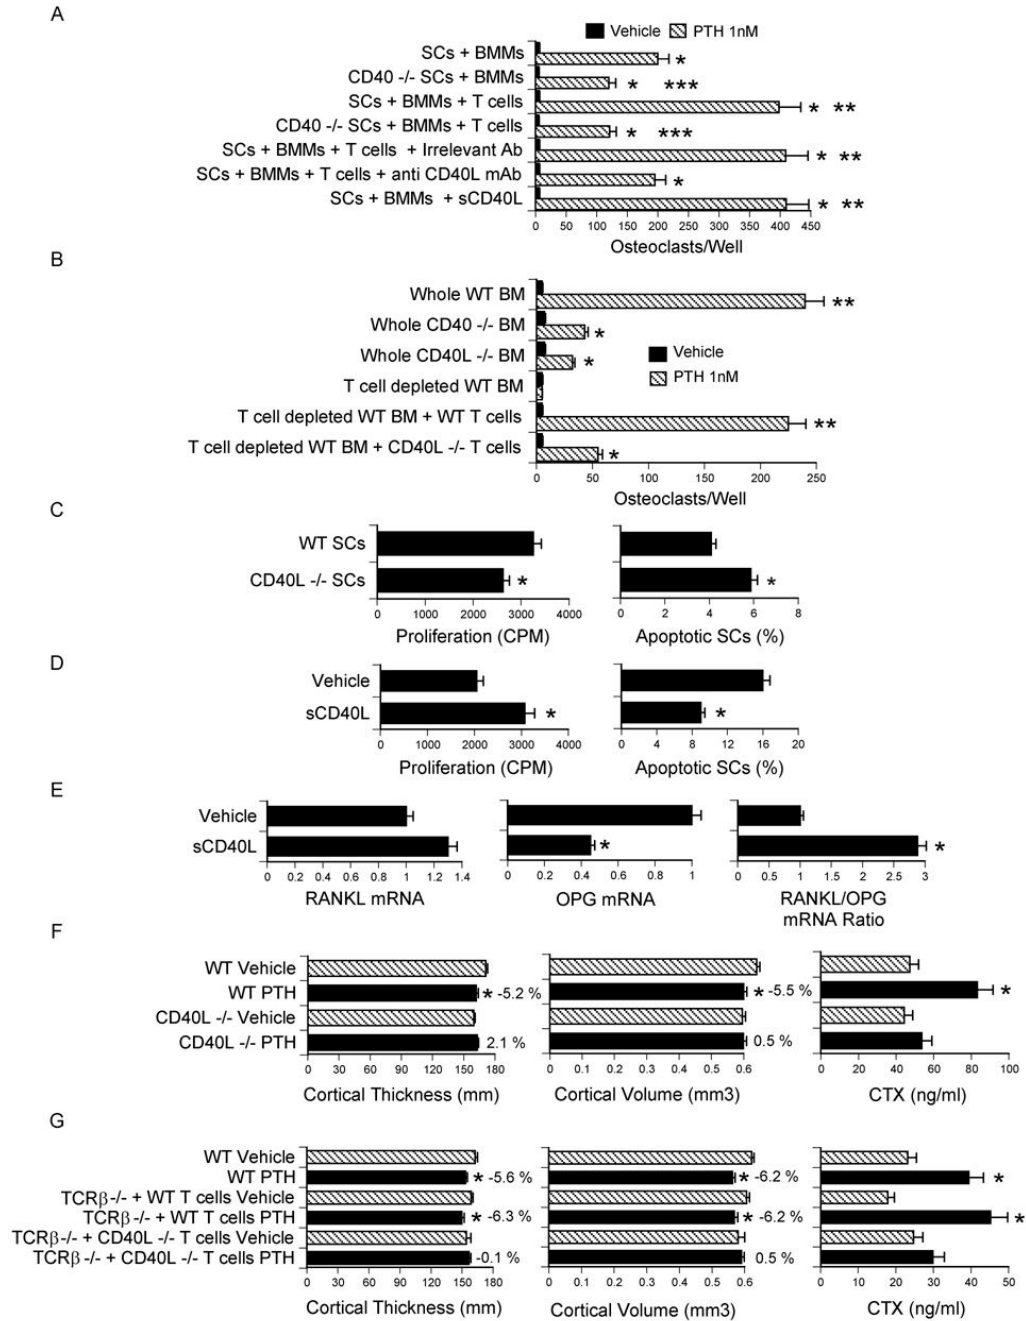 A
Vehicle PTH 1nM
SCs + BMMs
*
CD40 -/- SCs + BMMs
* ***
SCs + BMMs + T cells
* **
CD40 -/- SCs + BMMs + T cells
* ***
SCs + BMMs + T cells + Irrelevant Ab
* **
SCs + BMMs + T cells + anti CD40L mAb
*
SCs + BMMs + sCD40L
* **
0 50 100 150 200 250 300 350 400 450
Osteoclasts/Well
B
Whole WT BM
**
Whole CD40 -/- BM
*
Whole CD40L -/- BM
*
Vehicle
PTH 1nM
T cell depleted WT BM
T cell depleted WT BM + WT T cells
**
T cell depleted WT BM + CD40L -/- T cells
*
0 50 100 150 200 250
Osteoclasts/Well
C
WT SCs
CD40L -/- SCs
* *
0 1000 2000 3000 4000 0 2 4 6 8
Proliferation (CPM) Apoptotic SCs (%)
D
Vehicle
sCD40L
* *
0 1000 2000 3000 4000 0 4 8 12 16 20
Proliferation (CPM) Apoptotic SCs (%)
E
Vehicle
sCD40L
* *
0 0.2 0.4 0.6 0.8 1 1.2 1.4 0 0.2 0.4 0.6 0.8 1 0 0.5 1 1.5 2 2.5 3
RANKL mRNA OPG mRNA RANKL/OPG
mRNA Ratio
F
WT Vehicle
WT PTH * -5.2 % * -5.5 % *
CD40L -/- Vehicle
CD40L -/- PTH 2.1 % 0.5 %
0 30 60 90 120 150 180 0 0.1 0.2 0.3 0.4 0.5 0.6 0 20 40 60 80 100
Cortical Thickness (mm) Cortical Volume (mm3) CTX (ng/ml)
G
WT Vehicle
WT PTH * -5.6 % * -6.2 % *
TCRβ-/- + WT T cells Vehicle
TCRβ-/- + WT T cells PTH * -6.3 % * -6.2 % *
TCRβ-/- + CD40L -/- T cells Vehicle
TCRβ-/- + CD40L -/- T cells PTH -0.1 % 0.5 %
0 30 60 90 120 150 180 0 0.1 0.2 0.3 0.4 0.5 0.6 0 10 20 30 40 50
Cortical Thickness (mm) Cortical Volume (mm3) CTX (ng/ml)